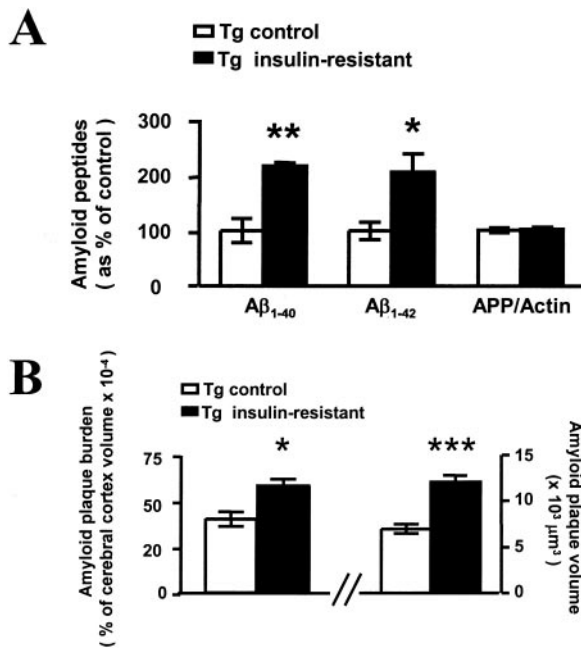 A
Tg control
Tg insulin-resistant
Amyloid peptides
( as % of control)
300
200
100
0
**
*
Aβ1-40
Aβ1-42
APP/Actin
B
Tg control
Tg insulin-resistant
Amyloid plaque burden
( % of cerebral cortex volume x 10-4)
75
50
20
0
*
***
//
15
10
5
0
Amyloid plaque volume
(x 10³ µm³ )